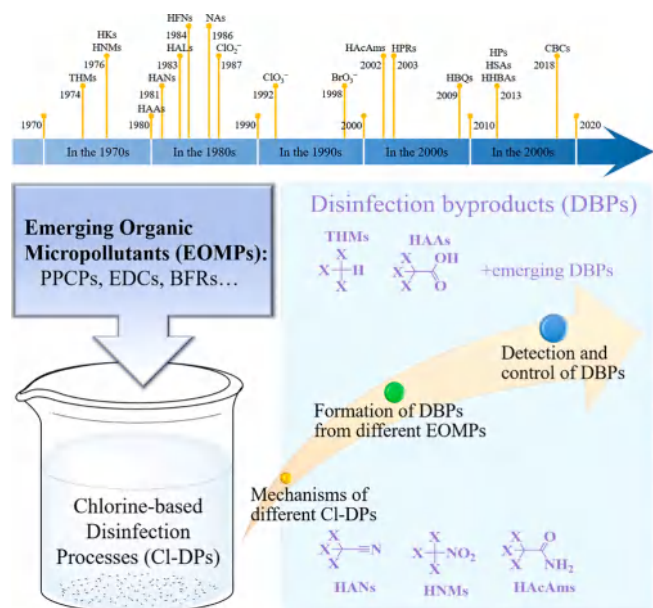 HFNs
1984
NAs
1986
HKs
HNMs
1976
HALs
1983
ClO₂⁻
1987
HAcAms
2002
HPRs
2003
HPs
HSAs
HHBAs
2013
CBCs
2018
THMs
1974
HANs
1981
HAAs
ClO₃⁻
1992
BrO₃⁻
1998
HBQs
2009
1970
1980
1990
2000
2010
2020
In the 1970s
In the 1980s
In the 1990s
In the 2000s
In the 2000s
Emerging Organic
Micropollutants (EOMPs):
PPCPs, EDCs, BFRs...
Disinfection byproducts (DBPs)
THMs
X
X
H
X
HAAs
X
OH
X
X
O
+emerging DBPs
Detection and
control of DBPs
Formation of DBPs
from different EOMPs
Mechanisms of
different Cl-DPs
Chlorine-based
Disinfection
Processes (Cl-DPs)
X
X
N
X
HANs
X
X
NO₂
X
HNMs
X
O
X
X
NH₂
HAcAms